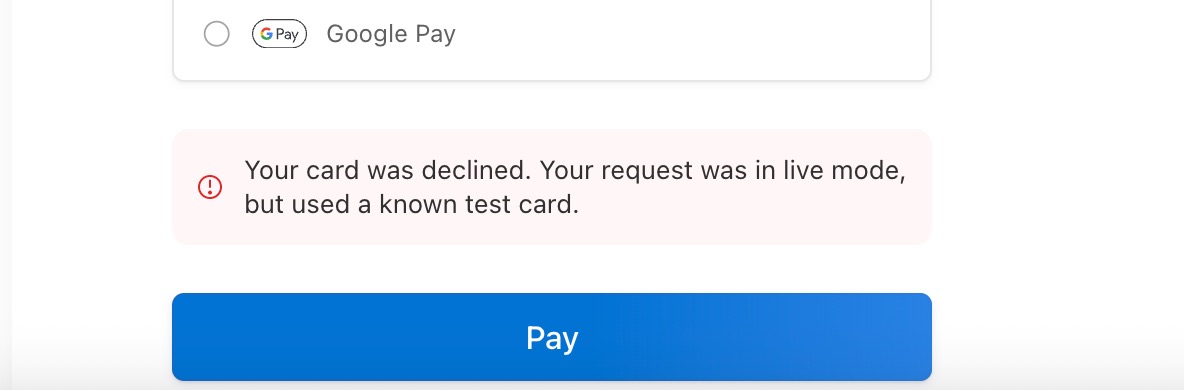 G Pay Google Pay
Your card was declined. Your request was in live mode,
but used a known test card.
Pay